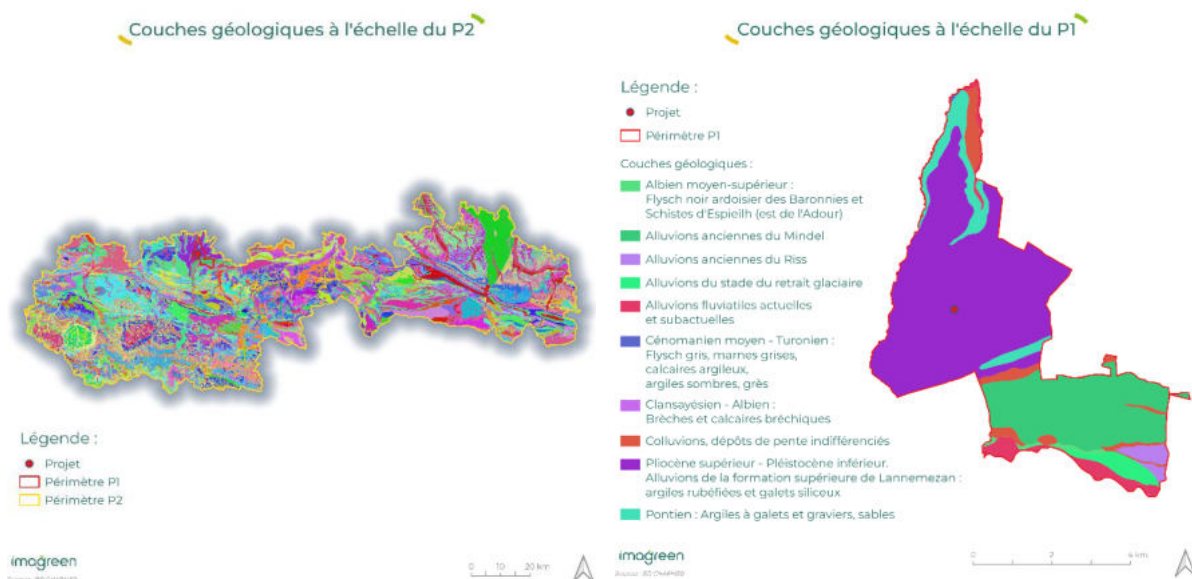 Couches géologiques à l'échelle du P2
Légende :
Projet
Périmètre P1
Périmètre P2
imagreen
0 10 20 km
Couches géologiques à l'échelle du P1
Légende :
Projet
Périmètre P1
Couches géologiques :
Albien moyen-supérieur :
Flysch noir ardoisier des Baronnies et
Schistes d'Espieilh (est de l'Adour)
Alluvions anciennes du Mindel
Alluvions anciennes du Riss
Alluvions du stade du retrait glaciaire
Alluvions fluviatiles actuelles
et subactuelles
Cénomanien moyen - Turonien :
Flysch gris, marnes grises,
calcaires argileux,
argiles sombres, grès
Clansayésien - Albien :
Brèches et calcaires bréchiques
Colluvions, dépôts de pente indifférenciés
Pliocène supérieur - Pléistocène inférieur.
Alluvions de la formation supérieure de Lannemezan :
argiles rubéfiées et galets siliceux
Pontien : Argiles à galets et graviers, sables
imagreen
Source : BD CHARM50
0 2 4 km